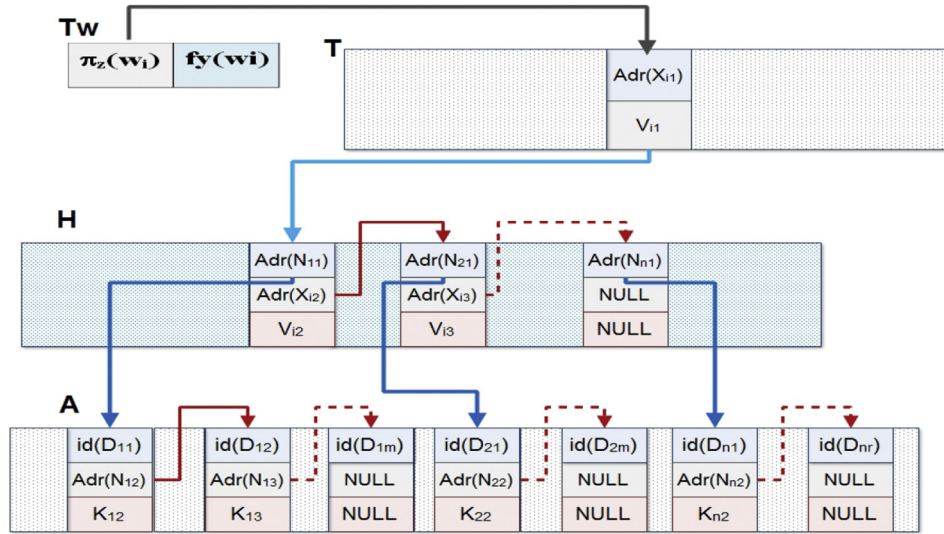 Tw
πz(wi) fy(wi)
T
Adr(Xi1)
Vi1
H
Adr(N11) Adr(N21) Adr(Nn1)
Adr(Xi2) Adr(Xi3) NULL
Vi2 Vi3 NULL
A
id(D11) id(D12) id(D1m) id(D21) id(D2m) id(Dn1) id(Dnr)
Adr(N12) Adr(N13) NULL Adr(N22) NULL Adr(Nn2) NULL
K12 K13 NULL K22 NULL Kn2 NULL